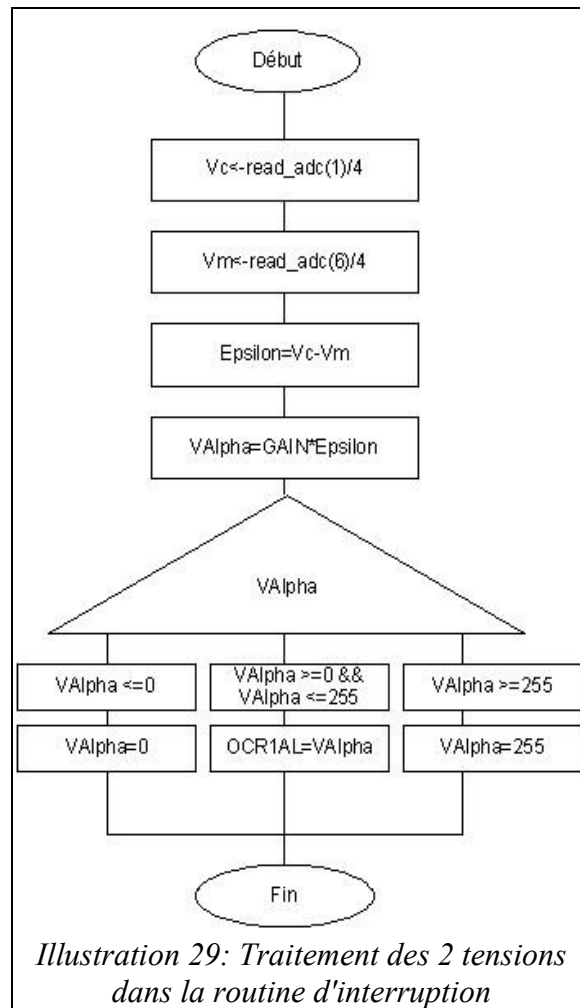 Début
Vc<-read_adc(1)/4
Vm<-read_adc(6)/4
Epsilon=Vc-Vm
VAlpha=GAIN*Epsilon
VAlpha
VAlpha <=0
VAlpha >=0 &&
VAlpha <=255
VAlpha >=255
VAlpha=0
OCR1AL=VAlpha
VAlpha=255
Fin
Illustration 29: Traitement des 2 tensions
dans la routine d'interruption